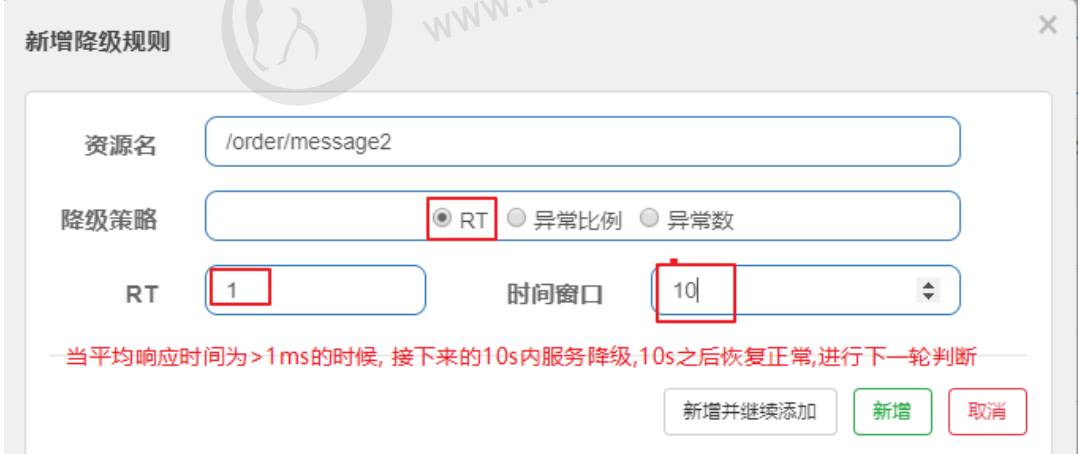 www.it
新增降级规则 ×
资源名 /order/message2
降级策略 RT 异常比例 异常数
RT 1 时间窗口 10
当平均响应时间为>1ms的时候, 接下来的10s内服务降级,10s之后恢复正常,进行下一轮判断
新增并继续添加 新增 取消